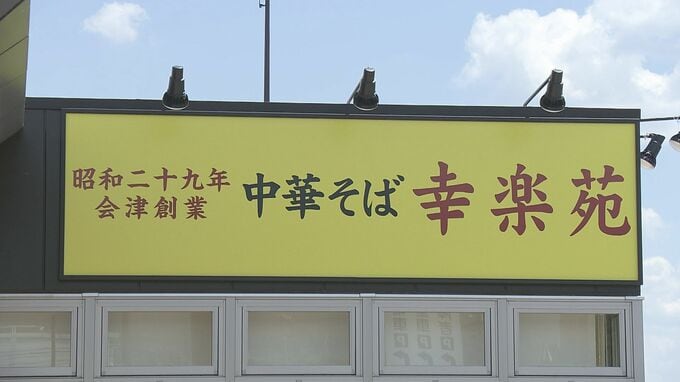 昭和二十九年
会津創業
中華そば 幸楽苑